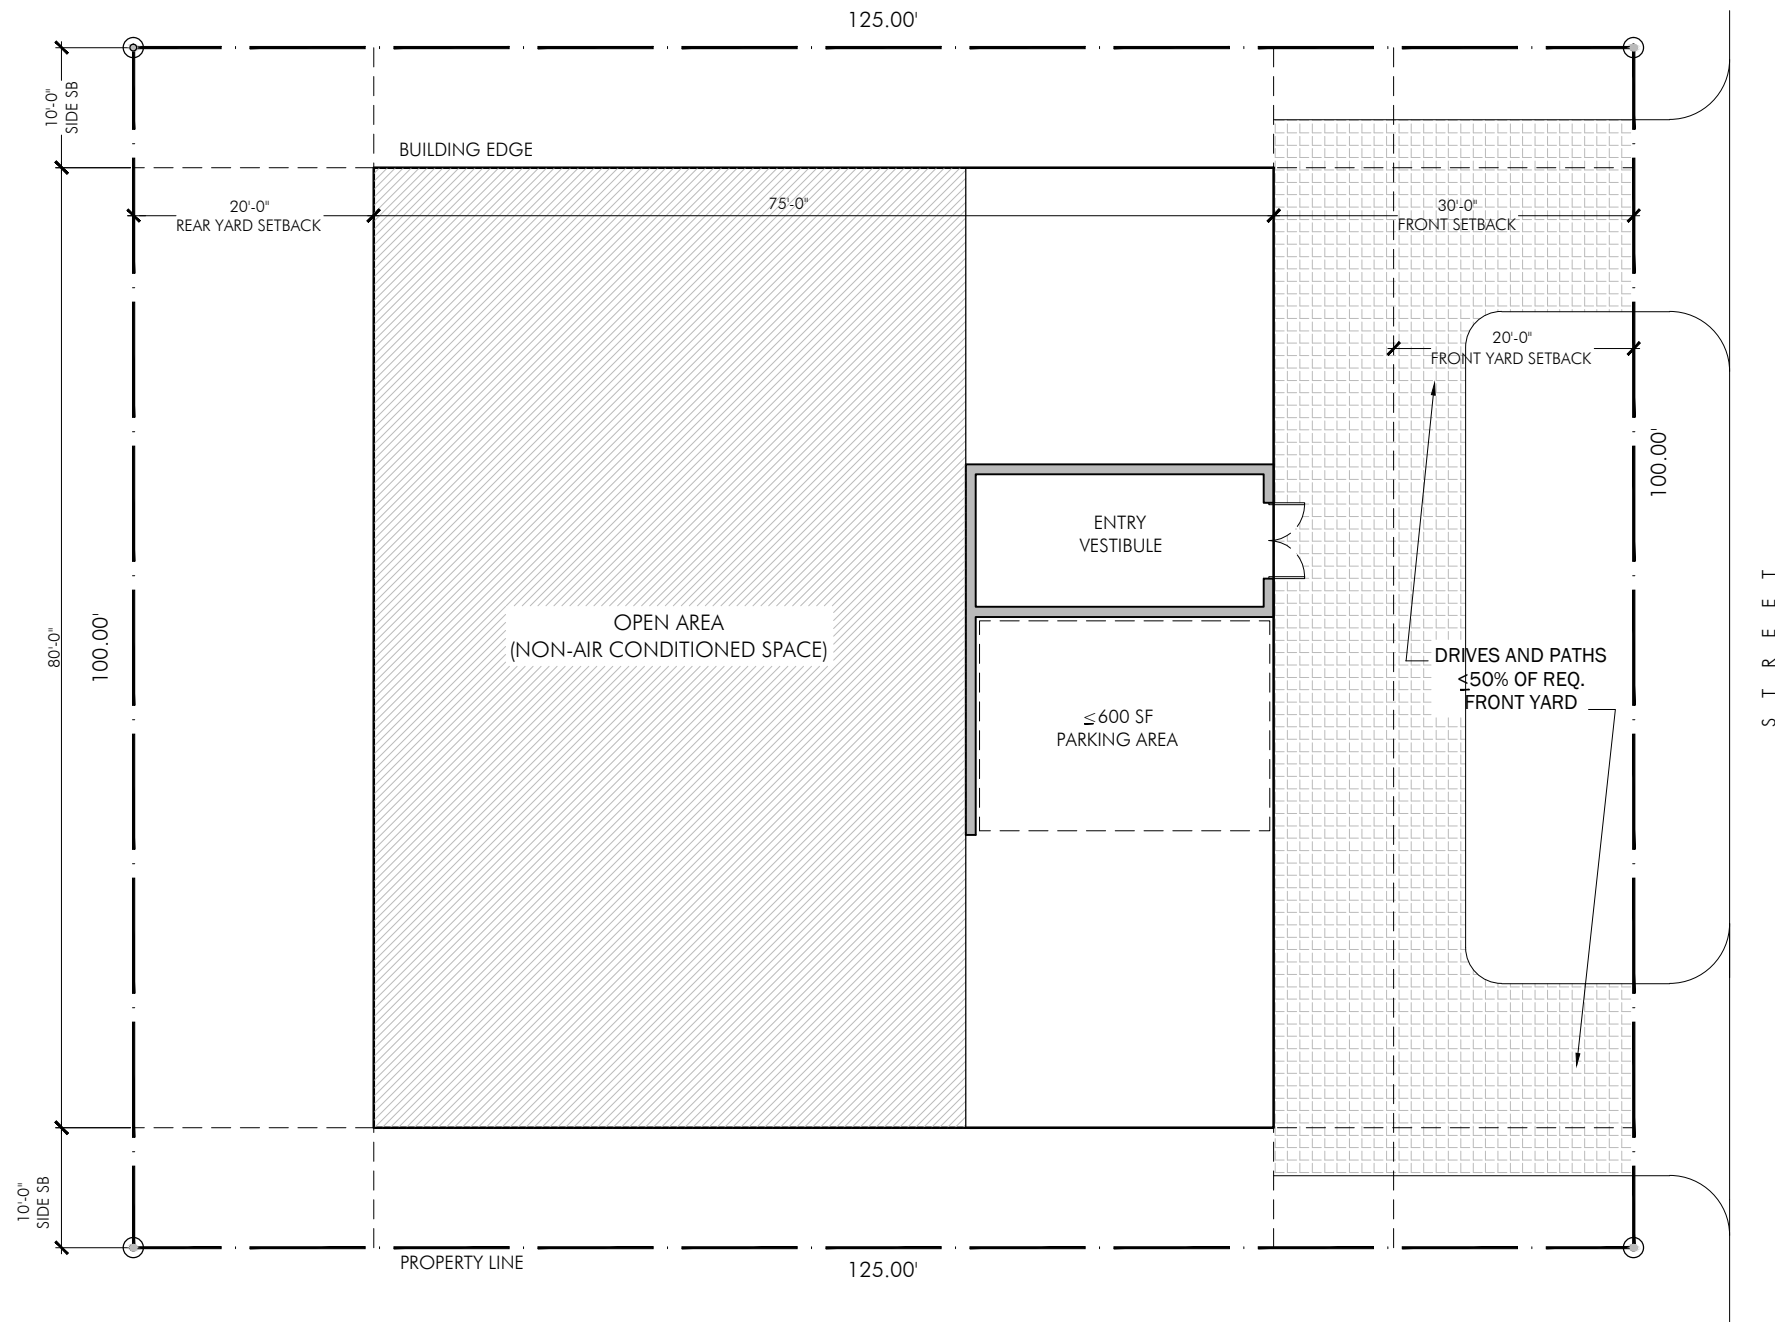 125.00'
10'-0"
SIDE SB
BUILDING EDGE
20'-0"
REAR YARD SETBACK
75'-0"
30'-0"
FRONT SETBACK
20'-0"
FRONT YARD SETBACK
100.00'
ENTRY
VESTIBULE
STREET
80'-0"
100.00'
OPEN AREA
(NON-AIR CONDITIONED SPACE)
DRIVES AND PATHS
≤50% OF REQ.
FRONT YARD
≤600 SF
PARKING AREA
10'-0"
SIDE SB
PROPERTY LINE
125.00'